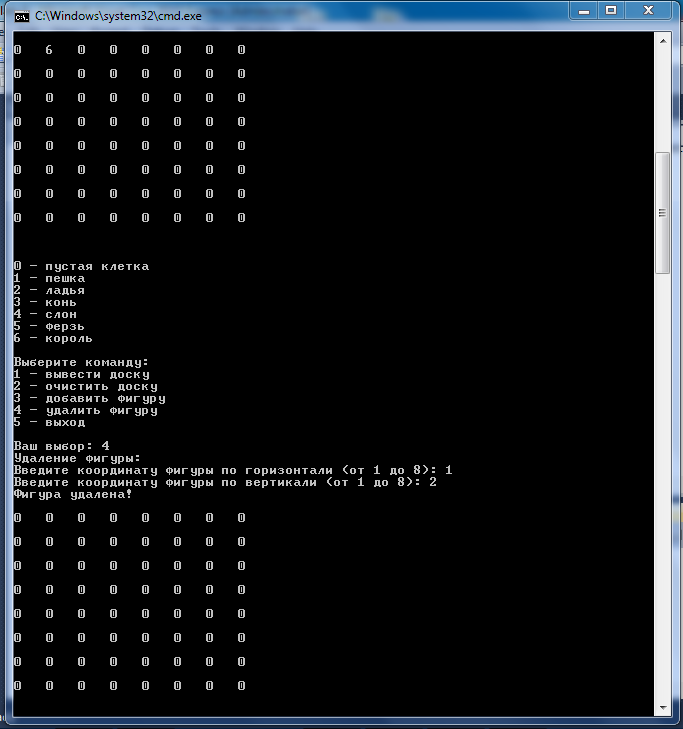 C:\Windows\system32\cmd.exe
0 6 0 0 0 0 0 0
0 0 0 0 0 0 0 0
0 0 0 0 0 0 0 0
0 0 0 0 0 0 0 0
0 0 0 0 0 0 0 0
0 0 0 0 0 0 0 0
0 0 0 0 0 0 0 0
0 0 0 0 0 0 0 0
0 - пустая клетка
1 - пешка
2 - ладья
3 - конь
4 - слон
5 - ферзь
6 - король
Выберите команду:
1 - вывести доску
2 - очистить доску
3 - добавить фигуру
4 - удалить фигуру
5 - выход
Ваш выбор: 4
Удаление фигуры:
Введите координату фигуры по горизонтали (от 1 до 8): 1
Введите координату фигуры по вертикали (от 1 до 8): 2
Фигура удалена!
0 0 0 0 0 0 0 0
0 0 0 0 0 0 0 0
0 0 0 0 0 0 0 0
0 0 0 0 0 0 0 0
0 0 0 0 0 0 0 0
0 0 0 0 0 0 0 0
0 0 0 0 0 0 0 0
0 0 0 0 0 0 0 0